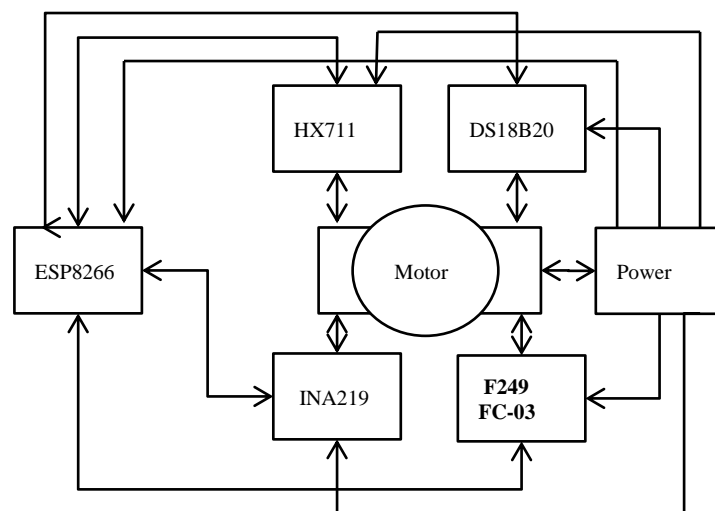 HX711
DS18B20
ESP8266
Motor
Power
INA219
F249
FC-03